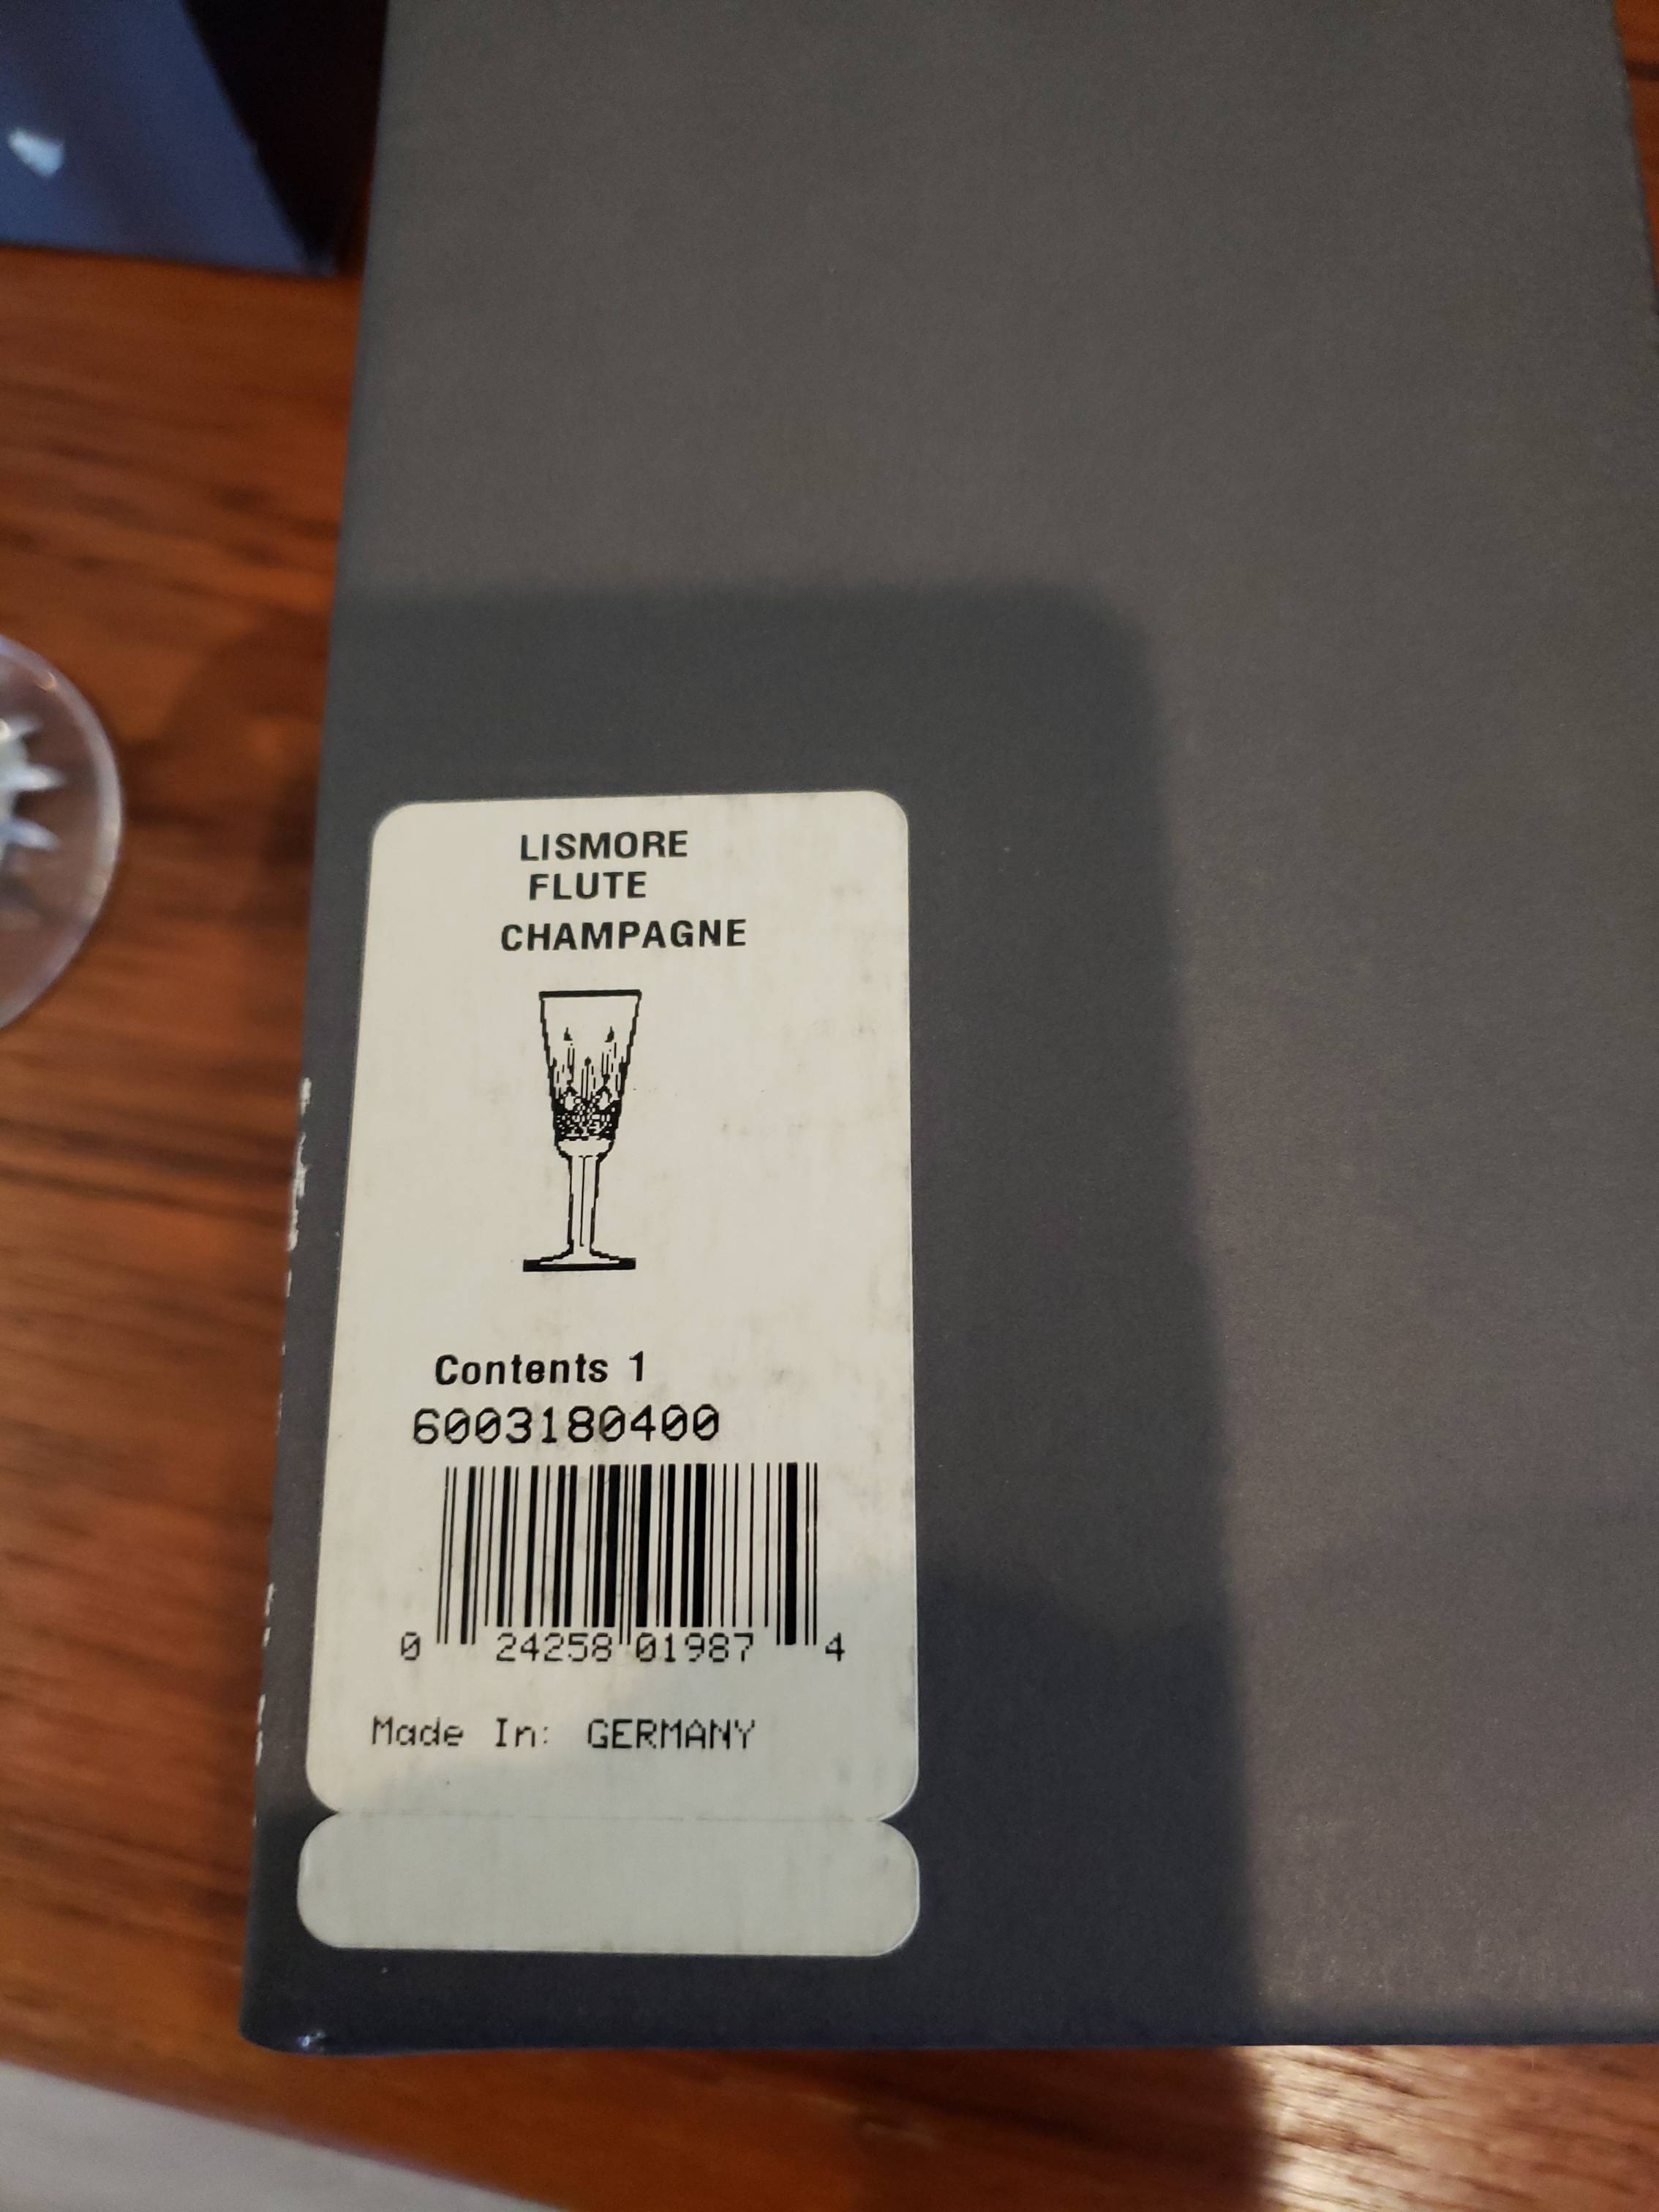 LISMORE
FLUTE
CHAMPAGNE
Contents 1
6003180400
0 24258 01987 4
Made In: GERMANY